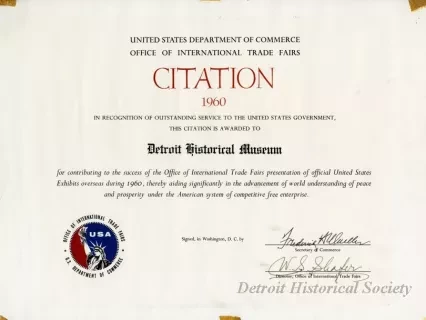 UNITED STATES DEPARTMENT OF COMMERCE
OFFICE OF INTERNATIONAL TRADE FAIRS
CITATION
1960
IN RECOGNITION OF OUTSTANDING SERVICE TO THE UNITED STATES GOVERNMENT,
THIS CITATION IS AWARDED TO
Detroit Historical Museum
for contributing to the success of the Office of International Trade Fairs presentation of official United States
Exhibits overseas during 1960, thereby aiding significantly in the advancement of world understanding of peace
and prosperity under the American system of competitive free enterprise.
OFFICE OF INTERNATIONAL TRADE FAIRS
USA
U.S. DEPARTMENT OF COMMERCE
Signed, in Washington, D. C. by
Secretary of Commerce
W. S. Shafer
Director, Office of International Trade Fairs
Detroit Historical Society